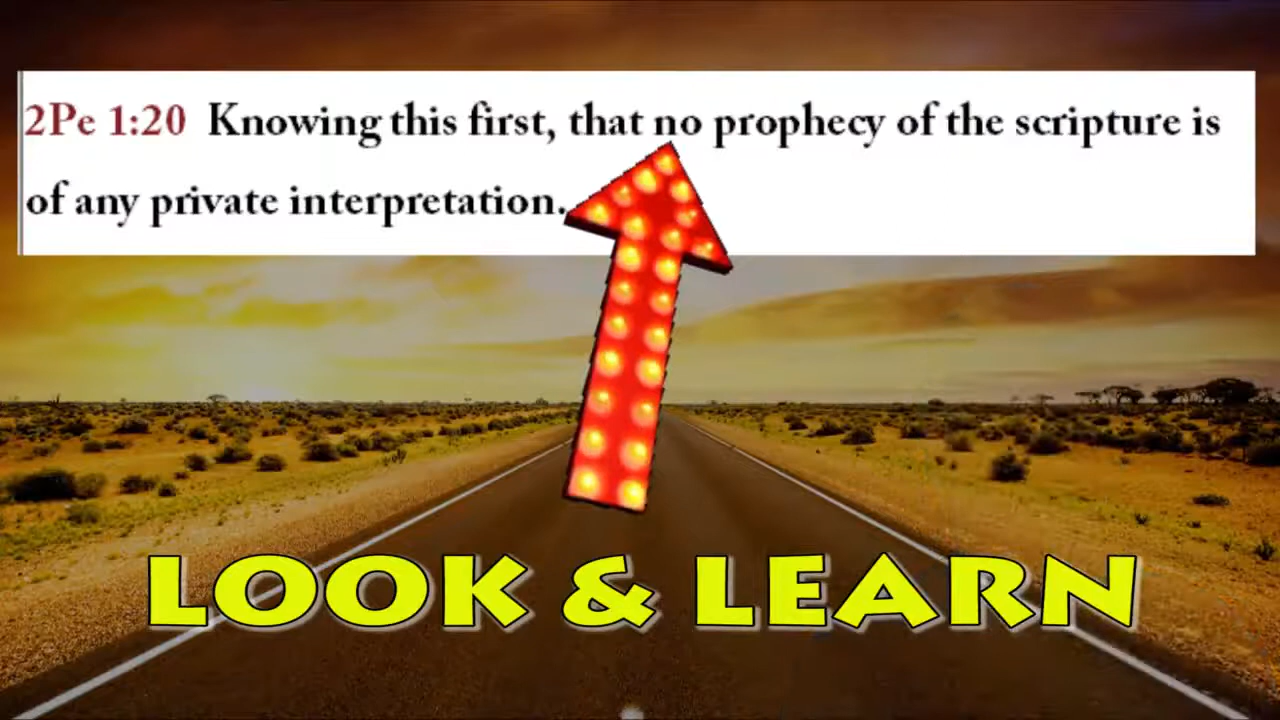 2Pe 1:20 Knowing this first, that no prophecy of the scripture is
of any private interpretation.
LOOK & LEARN